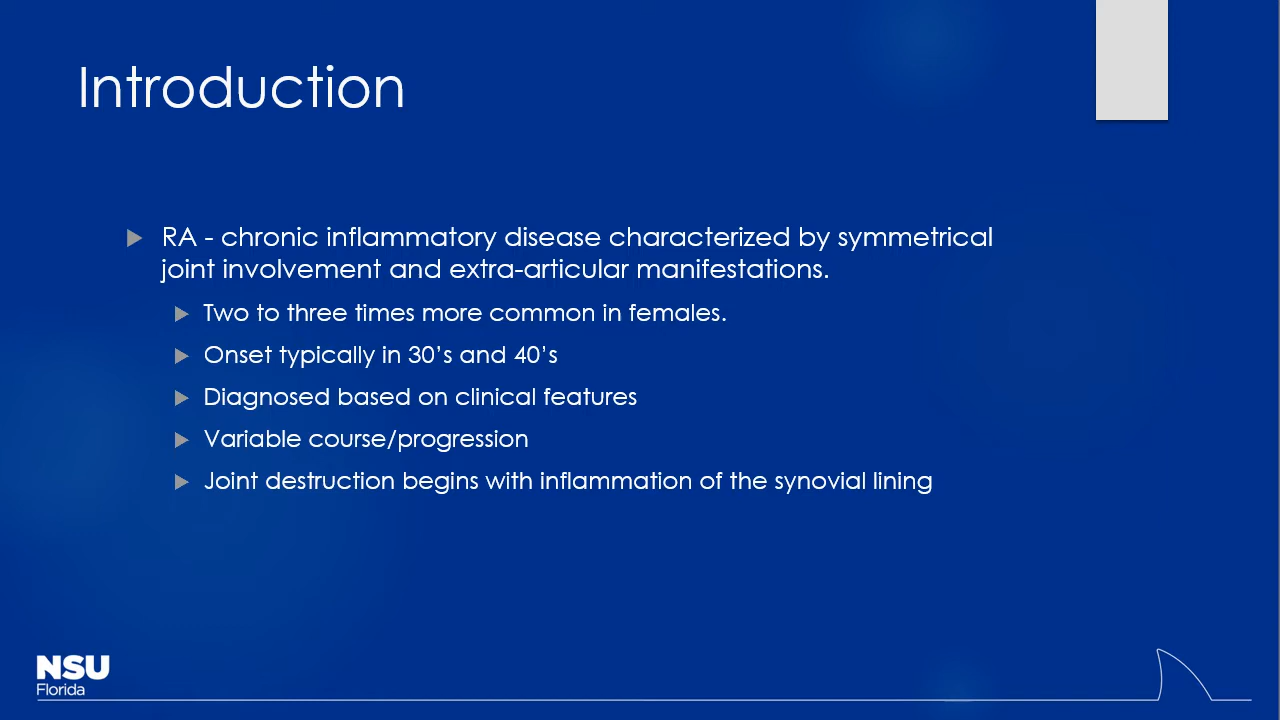 Introduction
RA - chronic inflammatory disease characterized by symmetrical
joint involvement and extra-articular manifestations.
Two to three times more common in females.
Onset typically in 30’s and 40’s
Diagnosed based on clinical features
Variable course/progression
Joint destruction begins with inflammation of the synovial lining
NSU
Florida